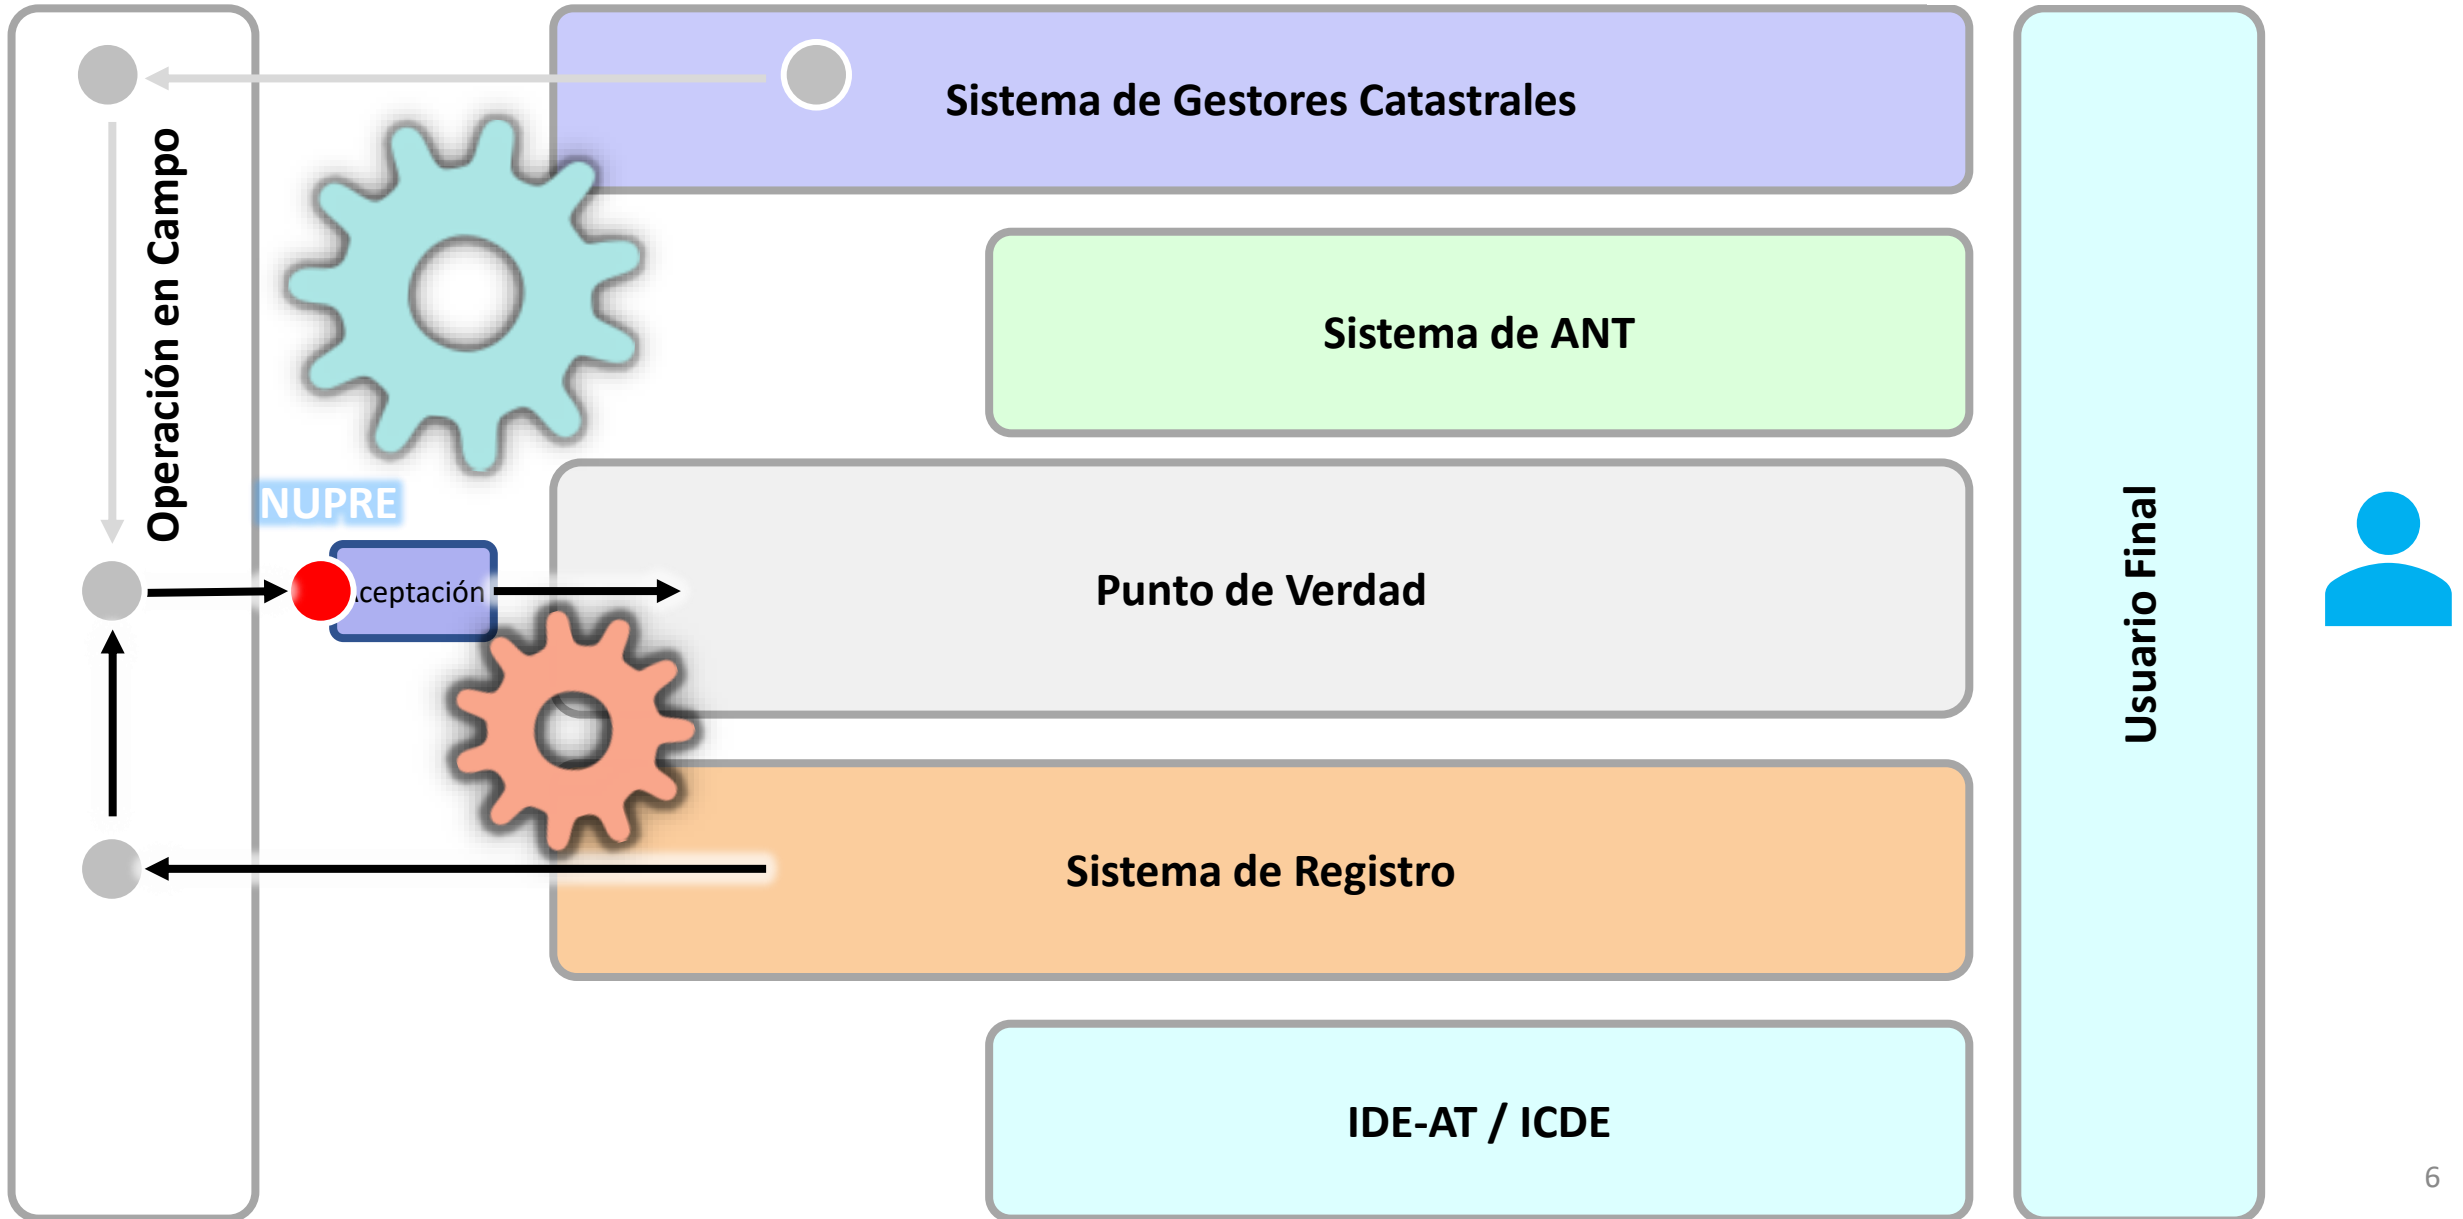 Sistema de Gestores Catastrales
Operación en Campo
Sistema de ANT
NUPRE
ceptación
Punto de Verdad
Usuario Final
Sistema de Registro
IDE-AT / ICDE
6